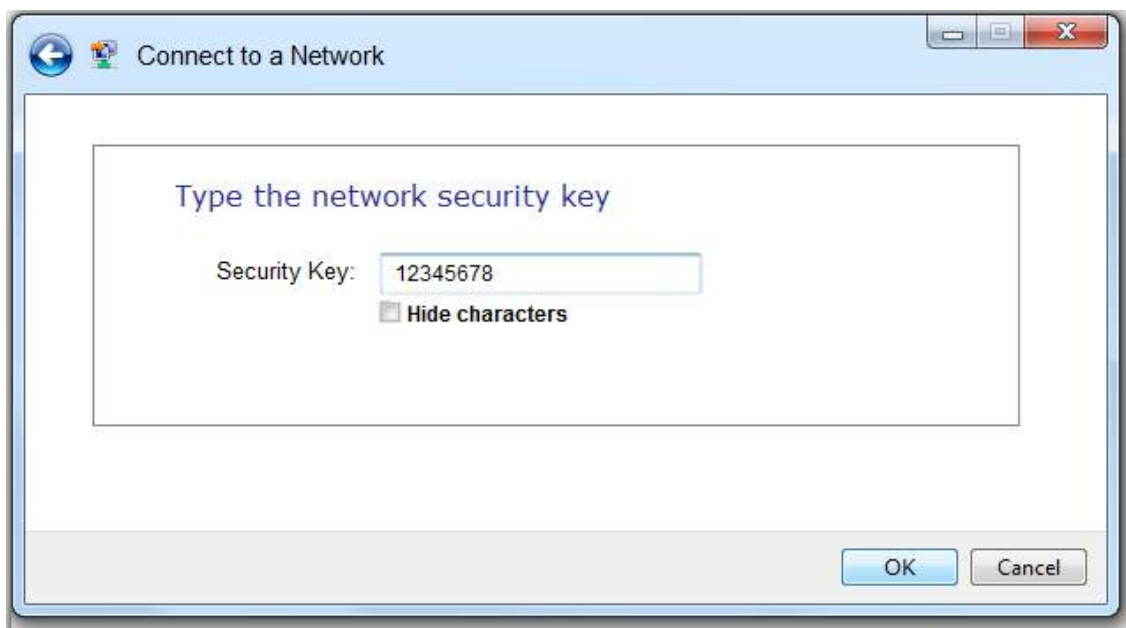 Connect to a Network
Type the network security key
Security Key: 12345678
Hide characters
OK Cancel